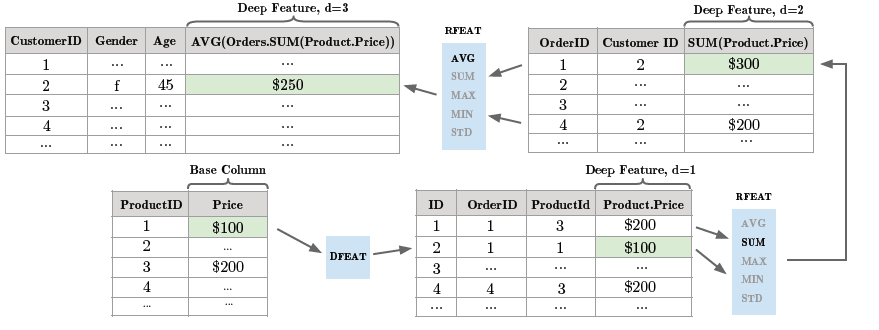 Deep Feature, d=3
CustomerID Gender Age AVG(Orders.SUM(Product.Price))
1 ... ... ...
2 f 45 $250
3 ... ... ...
4 ... ... ...
... ... ... ...
RFEAT
AVG
SUM
MAX
MIN
STD
Deep Feature, d=2
OrderID Customer ID SUM(Product.Price)
1 2 $300
2 ... ...
3 ... ...
4 2 $200
... ... ...
Base Column
ProductID Price
1 $100
2 ...
3 $200
4 ...
... ...
DFEAT
Deep Feature, d=1
ID OrderID ProductId Product.Price
1 1 3 $200
2 1 1 $100
3 ... ... ...
4 4 3 $200
... ... ... ...
RFEAT
AVG
SUM
MAX
MIN
STD